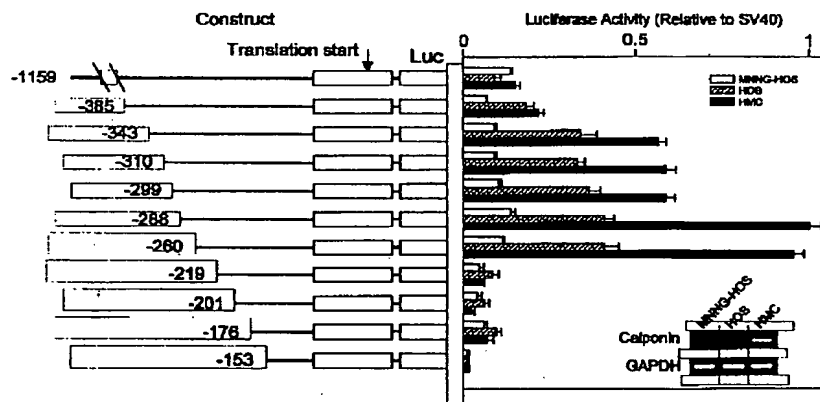 Construct
Luciferase Activity (Relative to SV40)
Translation start
Luc
0
0.5
1
MNNG-HOS
HOS
HMC
-1159
-385
-343
-310
-299
-288
-260
-219
-201
-176
-153
MNNG-HOS
HOS
HMC
Calponin
GAPDH